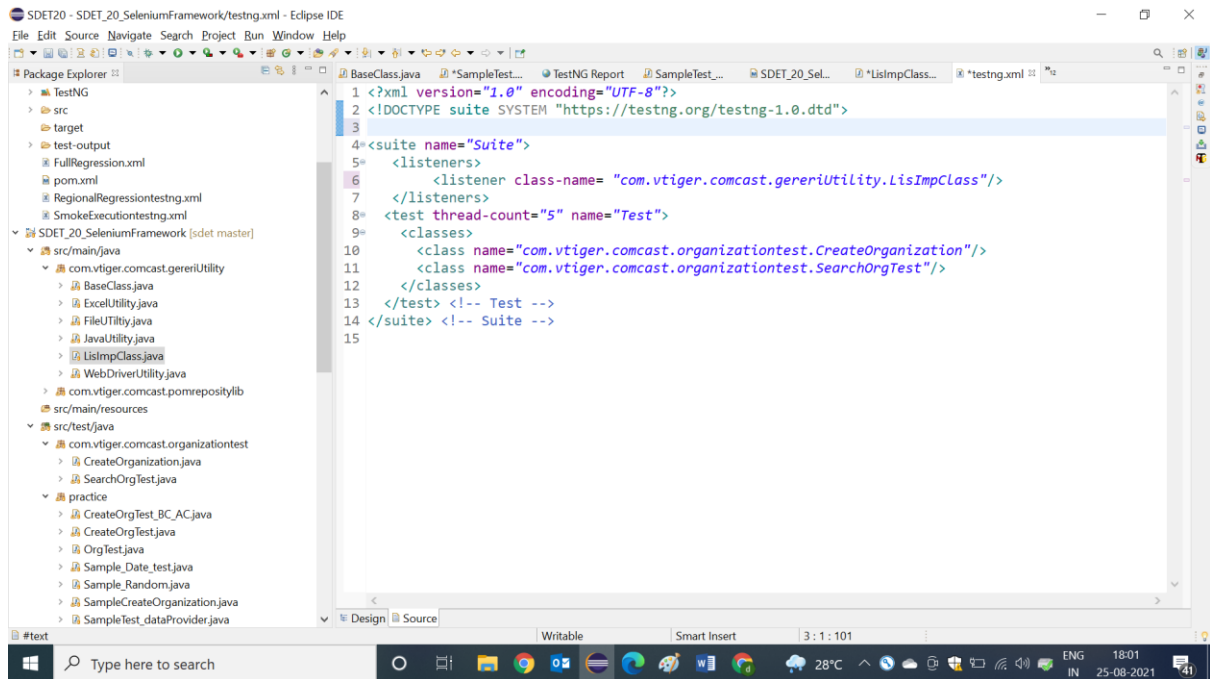 SDET20 - SDET_20_SeleniumFramework/testng.xml - Eclipse IDE
File Edit Source Navigate Search Project Run Window Help
Package Explorer
BaseClass.java *SampleTest.... TestNG Report SampleTest_... SDET_20_Sel... *LisImpClass... *testng.xml »12
TestNG
src
target
test-output
FullRegression.xml
pom.xml
RegionalRegressiontestng.xml
SmokeExecutiontestng.xml
SDET_20_SeleniumFramework [sdet master]
src/main/java
com.vtiger.comcast.gereriUtility
BaseClass.java
ExcelUtility.java
FileUTiltiy.java
JavaUtility.java
LisImpClass.java
WebDriverUtility.java
com.vtiger.comcast.pomrepositylib
src/main/resources
src/test/java
com.vtiger.comcast.organizationtest
CreateOrganization.java
SearchOrgTest.java
practice
CreateOrgTest_BC_AC.java
CreateOrgTest.java
OrgTest.java
Sample_Date_test.java
Sample_Random.java
SampleCreateOrganization.java
SampleTest_dataProvider.java
1 <?xml version="1.0" encoding="UTF-8"?>
2 <!DOCTYPE suite SYSTEM "https://testng.org/testng-1.0.dtd">
3
4 <suite name="Suite">
5 <listeners>
6 <listener class-name= "com.vtiger.comcast.gereriUtility.LisImpClass"/>
7 </listeners>
8 <test thread-count="5" name="Test">
9 <classes>
10 <class name="com.vtiger.comcast.organizationtest.CreateOrganization"/>
11 <class name="com.vtiger.comcast.organizationtest.SearchOrgTest"/>
12 </classes>
13 </test> <!-- Test -->
14 </suite> <!-- Suite -->
15
Design Source
#text Writable Smart Insert 3 : 1 : 101
Type here to search 28°C ENG 18:01
IN 25-08-2021 41